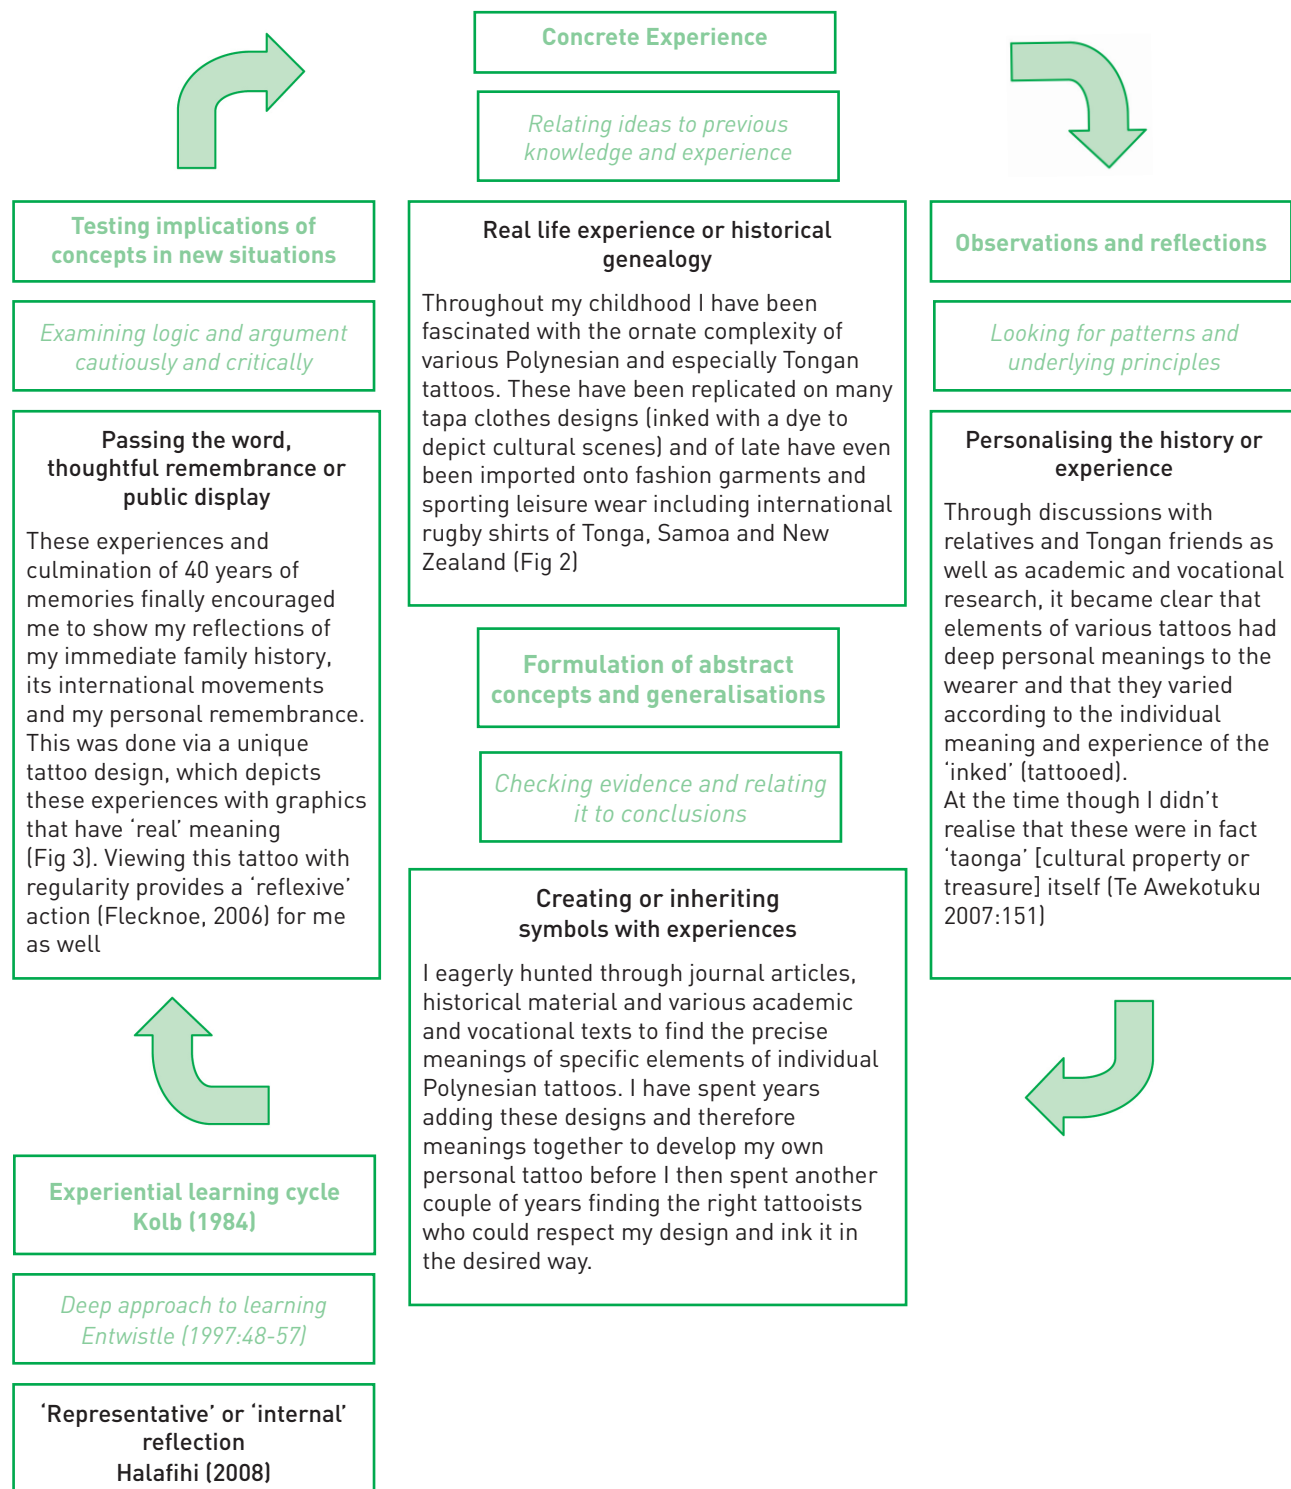 Concrete Experience
Relating ideas to previous
knowledge and experience
Real life experience or historical
genealogy
Throughout my childhood I have been
fascinated with the ornate complexity of
various Polynesian and especially Tongan
tattoos. These have been replicated on many
tapa clothes designs (inked with a dye to
depict cultural scenes) and of late have even
been imported onto fashion garments and
sporting leisure wear including international
rugby shirts of Tonga, Samoa and New
Zealand (Fig 2)
Observations and reflections
Looking for patterns and
underlying principles
Personalising the history or
experience
Through discussions with
relatives and Tongan friends as
well as academic and vocational
research, it became clear that
elements of various tattoos had
deep personal meanings to the
wearer and that they varied
according to the individual
meaning and experience of the
‘inked’ (tattooed).
At the time though I didn’t
realise that these were in fact
‘taonga’ [cultural property or
treasure] itself (Te Awekotuku
2007:151)
Formulation of abstract
concepts and generalisations
Checking evidence and relating
it to conclusions
Creating or inheriting
symbols with experiences
I eagerly hunted through journal articles,
historical material and various academic
and vocational texts to find the precise
meanings of specific elements of individual
Polynesian tattoos. I have spent years
adding these designs and therefore
meanings together to develop my own
personal tattoo before I then spent another
couple of years finding the right tattooists
who could respect my design and ink it in
the desired way.
Testing implications of
concepts in new situations
Examining logic and argument
cautiously and critically
Passing the word,
thoughtful remembrance or
public display
These experiences and
culmination of 40 years of
memories finally encouraged
me to show my reflections of
my immediate family history,
its international movements
and my personal remembrance.
This was done via a unique
tattoo design, which depicts
these experiences with graphics
that have ‘real’ meaning
(Fig 3). Viewing this tattoo with
regularity provides a ‘reflexive’
action (Flecknoe, 2006) for me
as well
Experiential learning cycle
Kolb (1984)
Deep approach to learning
Entwistle (1997:48-57)
‘Representative’ or ‘internal’
reflection
Halafihi (2008)